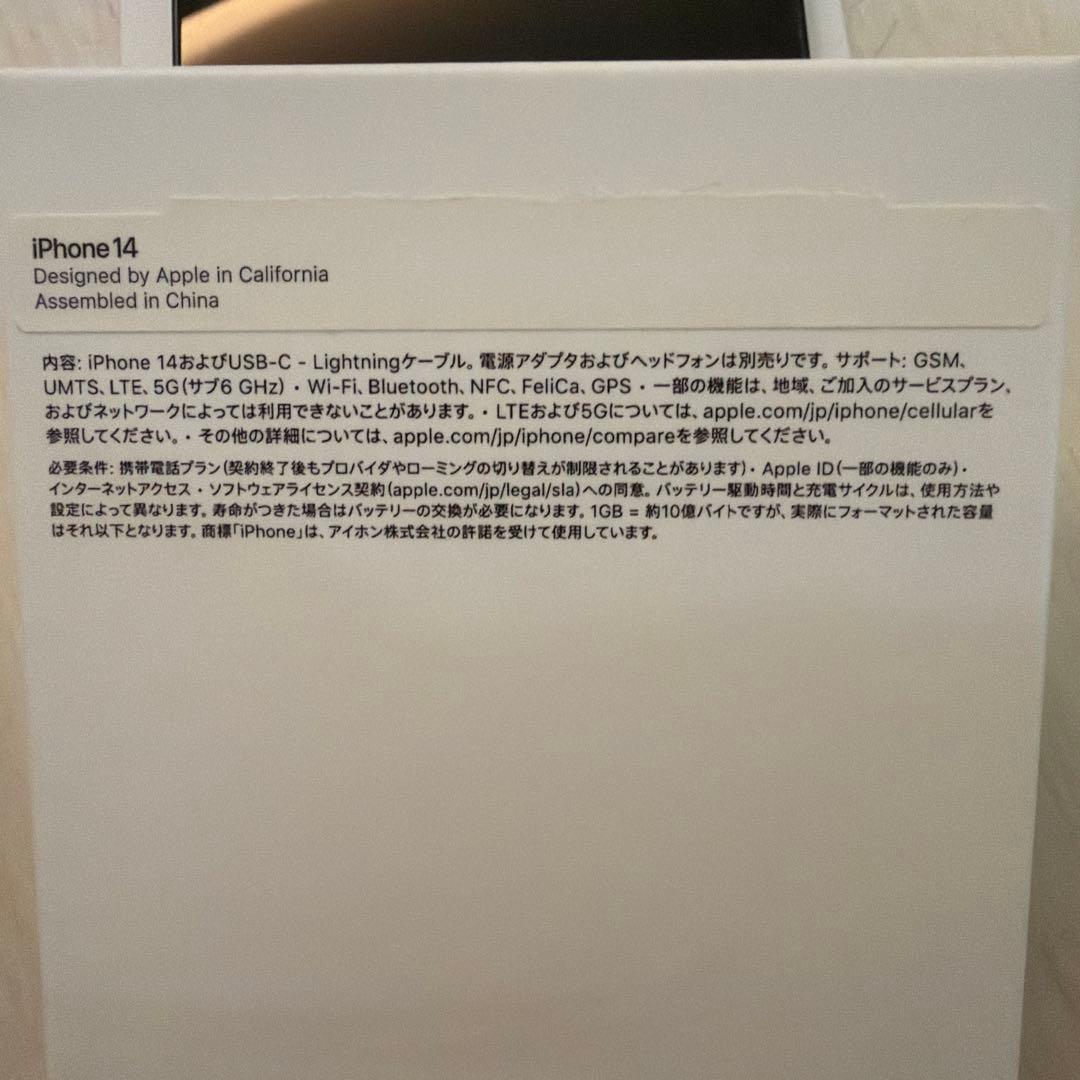 iPhone 14
Designed by Apple in California
Assembled in China
内容: iPhone 14およびUSB-C - Lightningケーブル。電源アダプタおよびヘッドフォンは別売りです。サポート: GSM、
UMTS、LTE、5G(サブ6 GHz)・Wi-Fi、Bluetooth、NFC、FeliCa、GPS・一部の機能は、地域、ご加入のサービスプラン、
およびネットワークによっては利用できないことがあります。・LTEおよび5Gについては、apple.com/jp/iphone/cellularを
参照してください。・その他の詳細については、apple.com/jp/iphone/compareを参照してください。
必要条件: 携帯電話プラン(契約終了後もプロバイダやローミングの切り替えが制限されることがあります)・Apple ID(一部の機能のみ)・
インターネットアクセス・ソフトウェアライセンス契約(apple.com/jp/legal/sla)への同意。バッテリー駆動時間と充電サイクルは、使用方法や
設定によって異なります。寿命がつきた場合はバッテリーの交換が必要になります。1GB = 約10億バイトですが、実際にフォーマットされた容量
はそれ以下となります。商標「iPhone」は、アイホン株式会社の許諾を受けて使用しています。